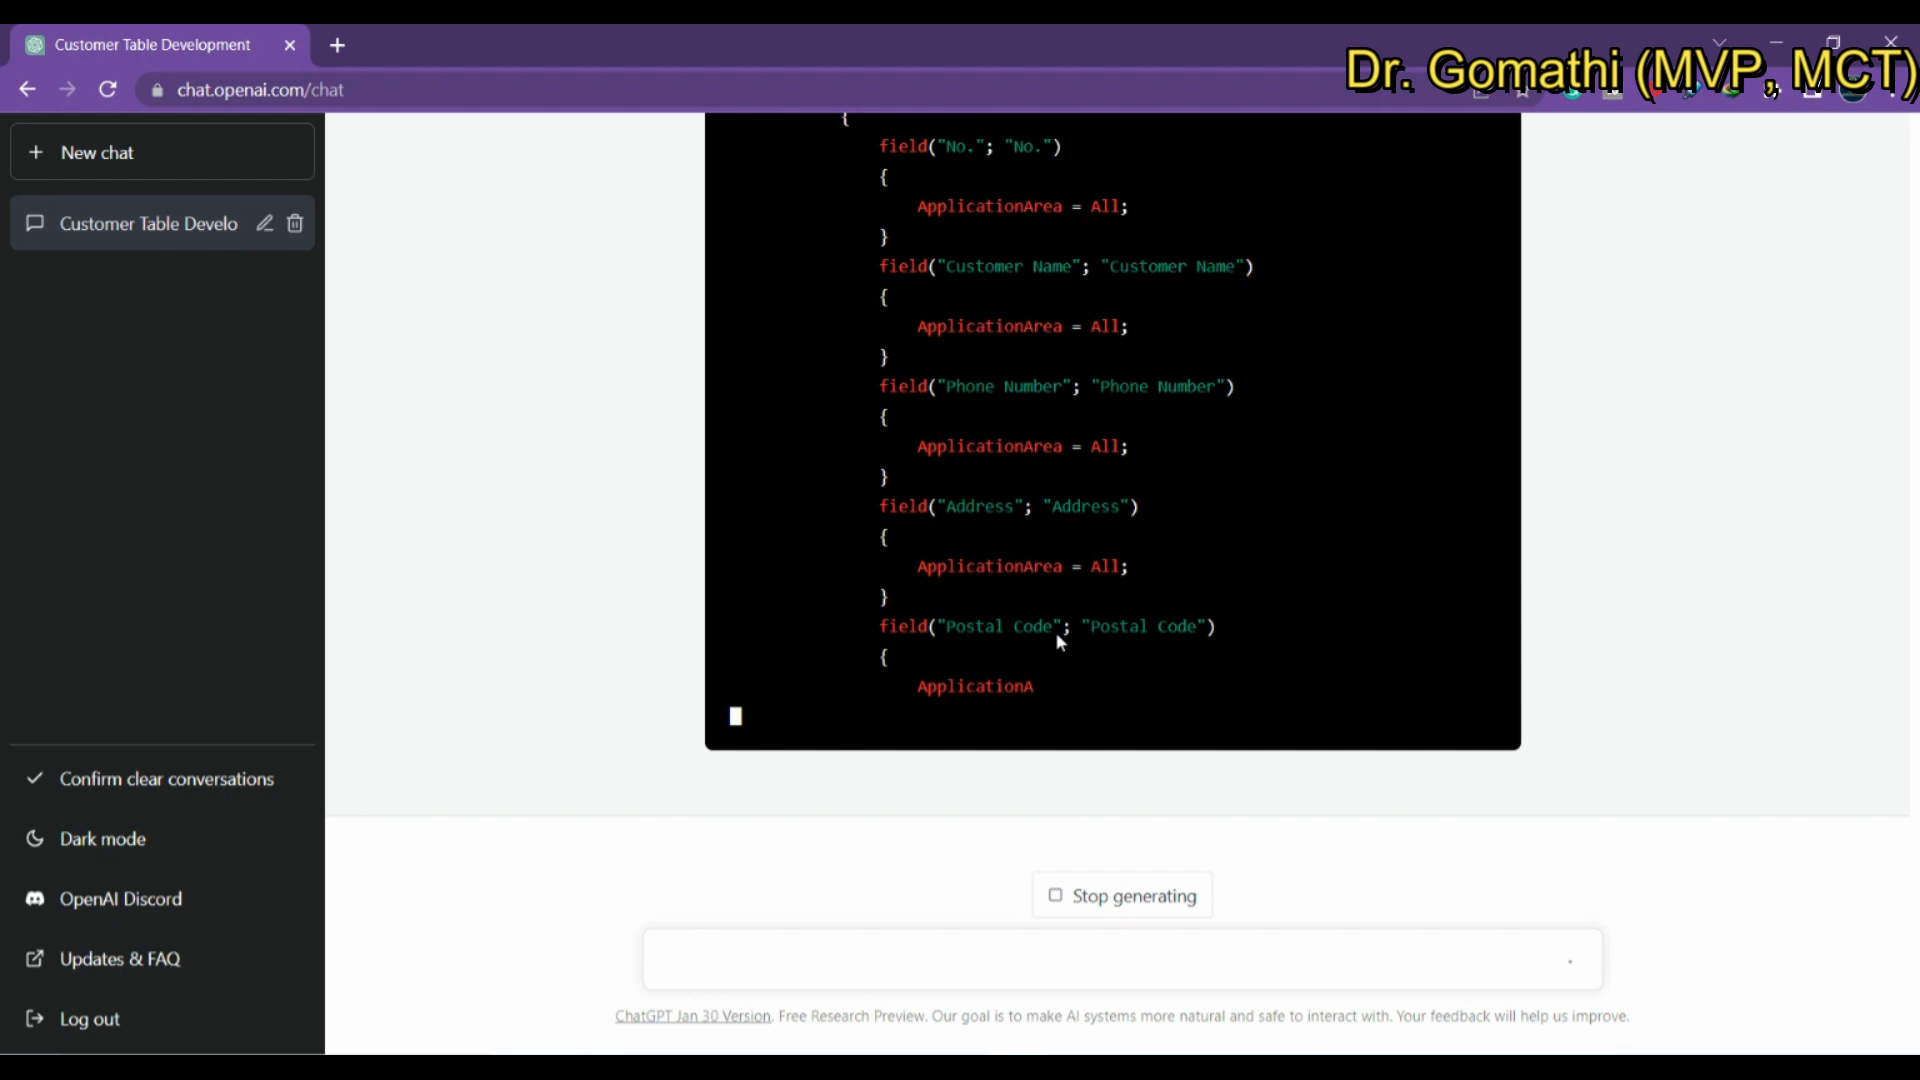 Customer Table Development
Dr. Gomathi (MVP, MCT)
chat.openai.com/chat
New chat
Customer Table Develo
{
field("No."; "No.")
{
ApplicationArea = All;
}
field("Customer Name"; "Customer Name")
{
ApplicationArea = All;
}
field("Phone Number"; "Phone Number")
{
ApplicationArea = All;
}
field("Address"; "Address")
{
ApplicationArea = All;
}
field("Postal Code"; "Postal Code")
{
ApplicationA
Confirm clear conversations
Dark mode
OpenAI Discord
Updates & FAQ
Log out
Stop generating
ChatGPT Jan 30 Version. Free Research Preview. Our goal is to make AI systems more natural and safe to interact with. Your feedback will help us improve.